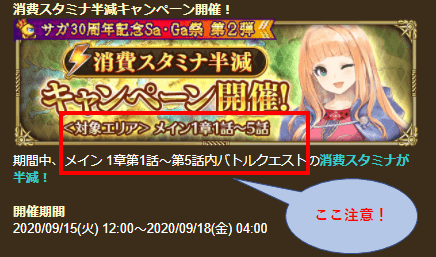 消費スタミナ半減キャンペーン開催！
サガ30周年記念Sa・Ga祭 第2弾
消費スタミナ半減
キャンペーン開催!
<対象エリア> メイン1章1話〜5話
期間中、メイン 1章第1話～第5話内バトルクエストの消費スタミナが
半減！
開催期間
2020/09/15(火) 12:00～2020/09/18(金) 04:00
ここ注意！